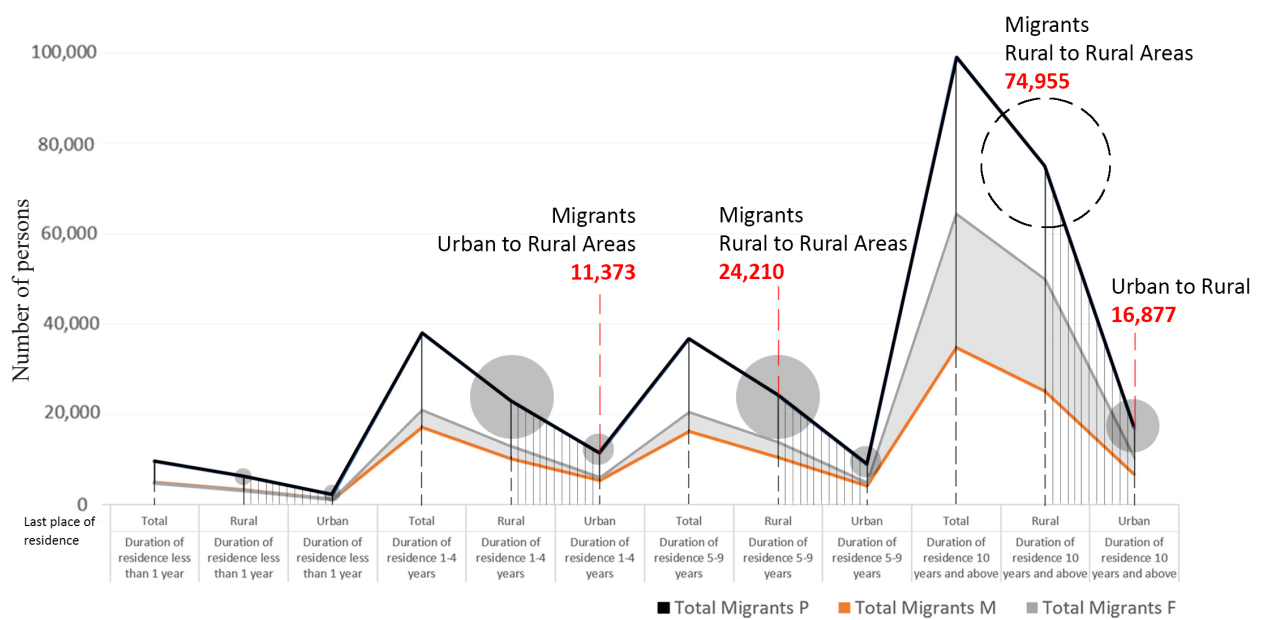 Migrants
Rural to Rural Areas
74,955
100,000
80,000
60,000
40,000
20,000
0
Number of persons
Migrants
Urban to Rural Areas
11,373
Migrants
Rural to Rural Areas
24,210
Urban to Rural
16,877
Last place of
residence
Total Rural Urban Total Rural Urban Total Rural Urban Total Rural Urban
Duration of Duration of Duration of Duration of Duration of Duration of Duration of Duration of Duration of Duration of Duration of Duration of
residence less residence less residence less residence 1-4 residence 1-4 residence 1-4 residence 5-9 residence 5-9 residence 5-9 residence 10 residence 10 residence 10
than 1 year than 1 year than 1 year years years years years years years years and above years and above years and above
Total Migrants P Total Migrants M Total Migrants F